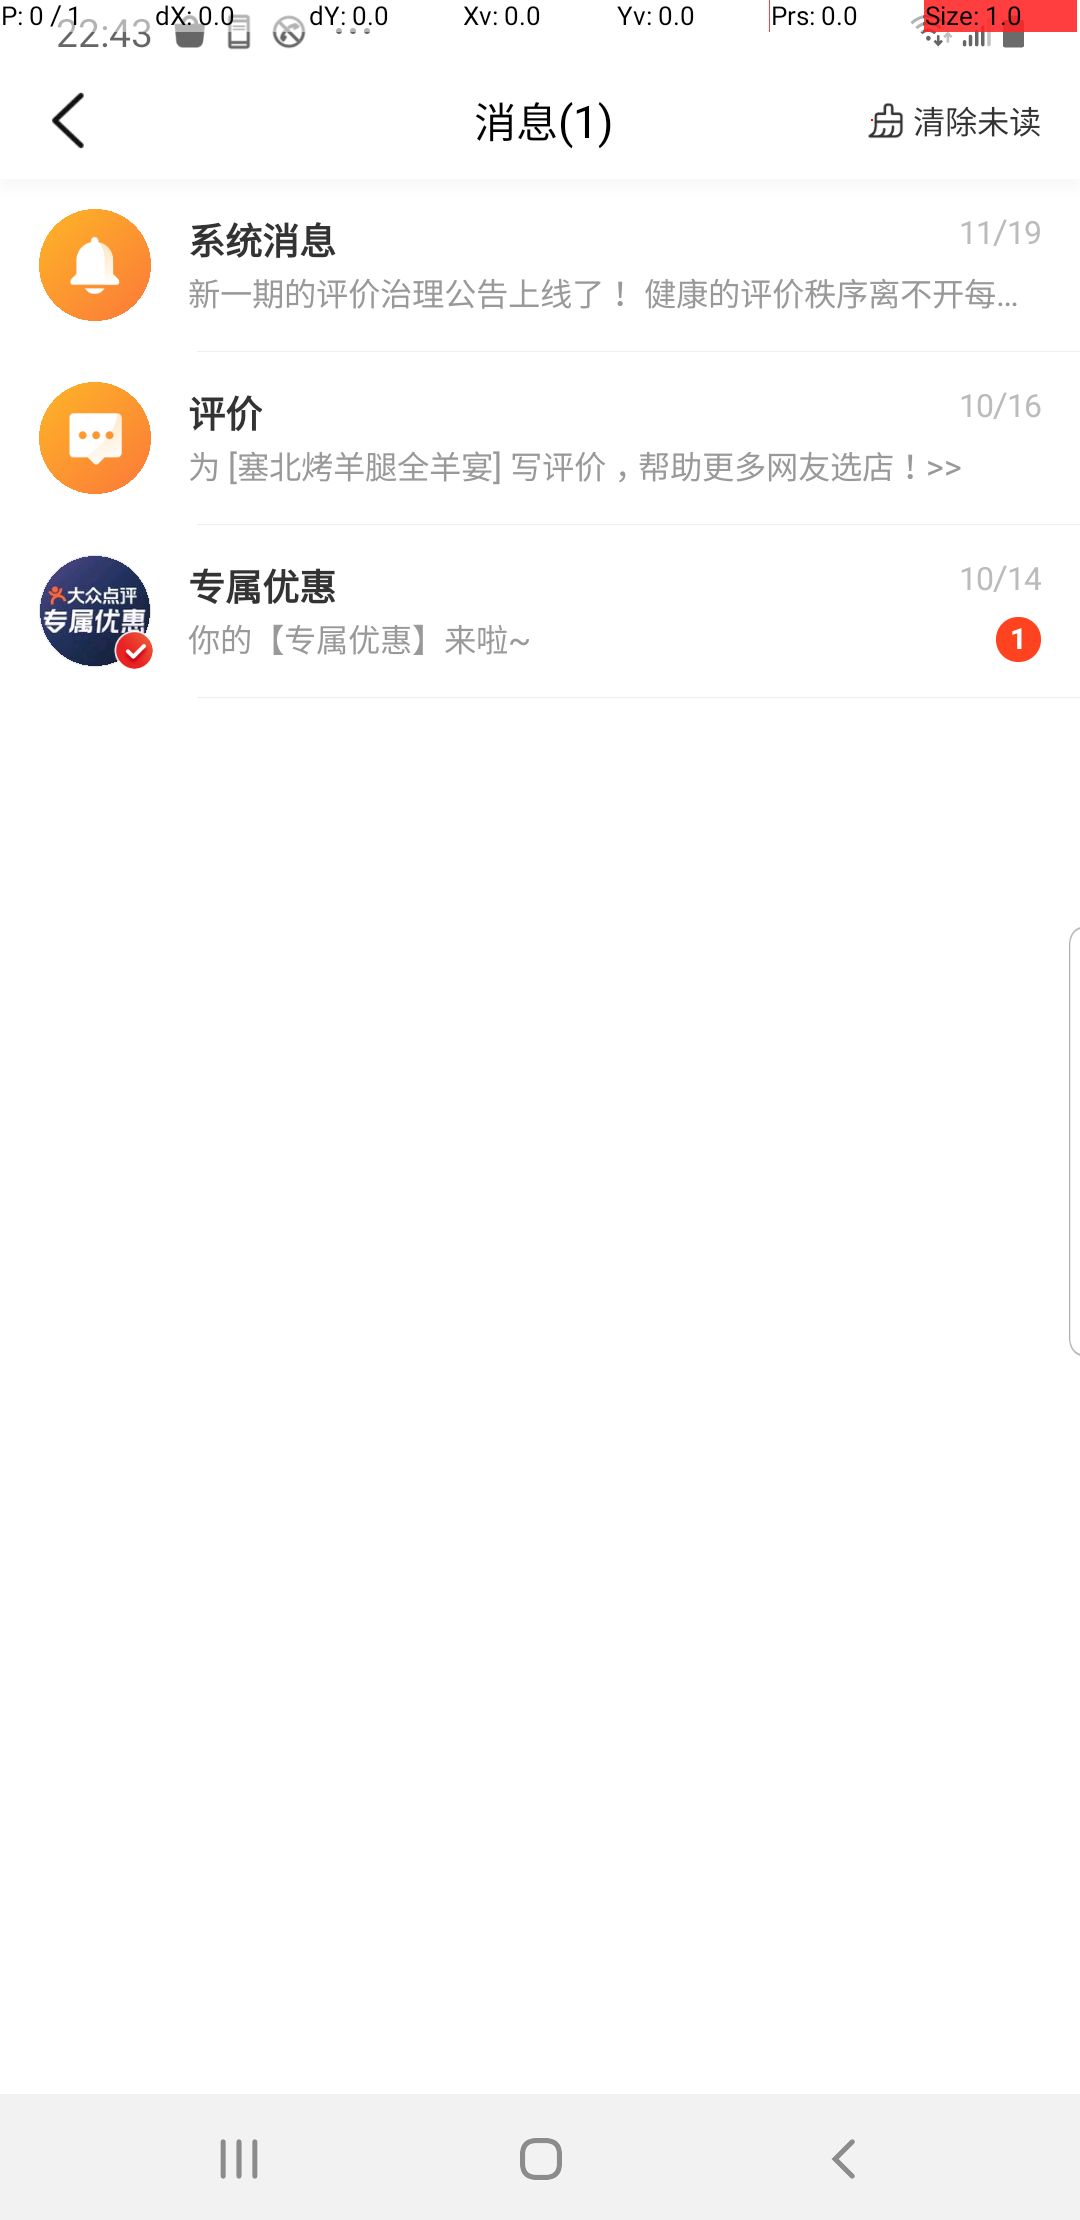 P: 0 / 1 dX: 0.0 dY: 0.0 Xv: 0.0 Yv: 0.0 Prs: 0.0 Size: 1.0
22:43
消息(1)
清除未读
系统消息
11/19
新一期的评价治理公告上线了！ 健康的评价秩序离不开每...
评价
10/16
为 [塞北烤羊腿全羊宴] 写评价，帮助更多网友选店！>>
大众点评
专属优惠
专属优惠
10/14
你的【专属优惠】来啦~
1